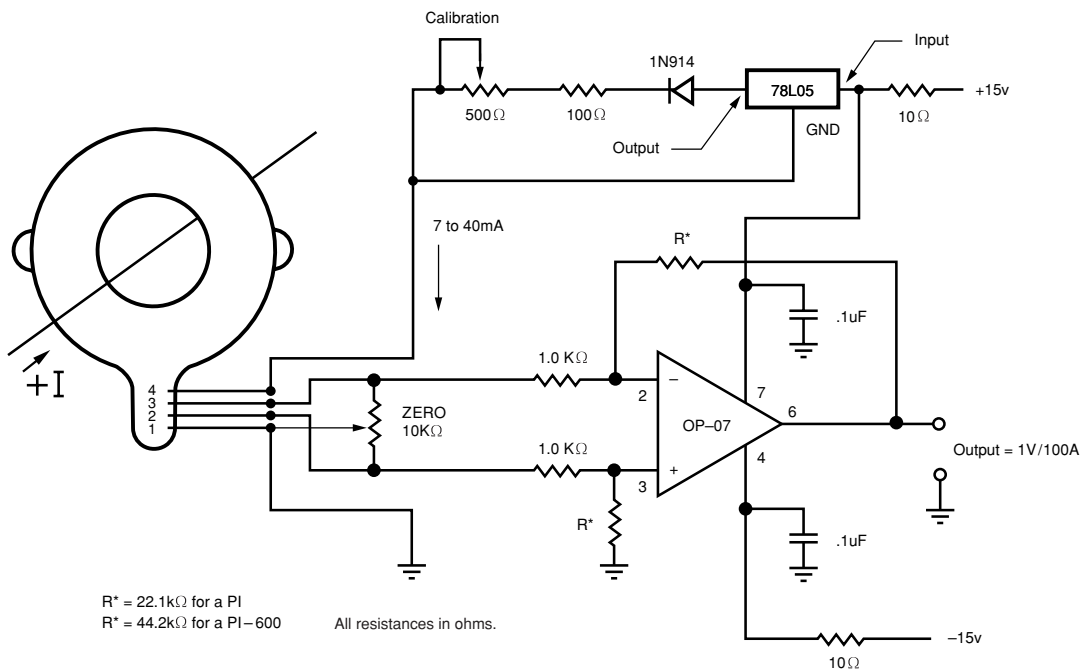 Calibration
Input
1N914
78L05
+15v
500Ω
100Ω
GND
10Ω
Output
7 to 40mA
R*
.1uF
+I
1.0 KΩ
4
3
2
1
ZERO
10KΩ
−
2
7
6
OP–07
Output = 1V/100A
1.0 KΩ
4
+
3
R*
.1uF
R* = 22.1kΩ for a PI
R* = 44.2kΩ for a PI–600
All resistances in ohms.
–15v
10Ω